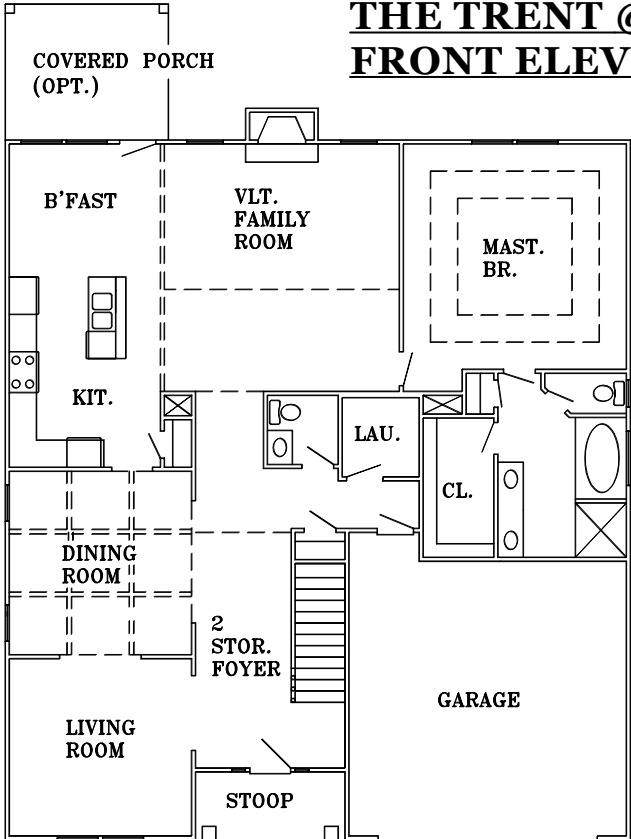 THE TRENT @
FRONT ELEV
COVERED PORCH
(OPT.)
B'FAST
VLT.
FAMILY
ROOM
MAST.
BR.
KIT.
LAU.
CL.
DINING
ROOM
2
STOR.
FOYER
GARAGE
LIVING
ROOM
STOOP